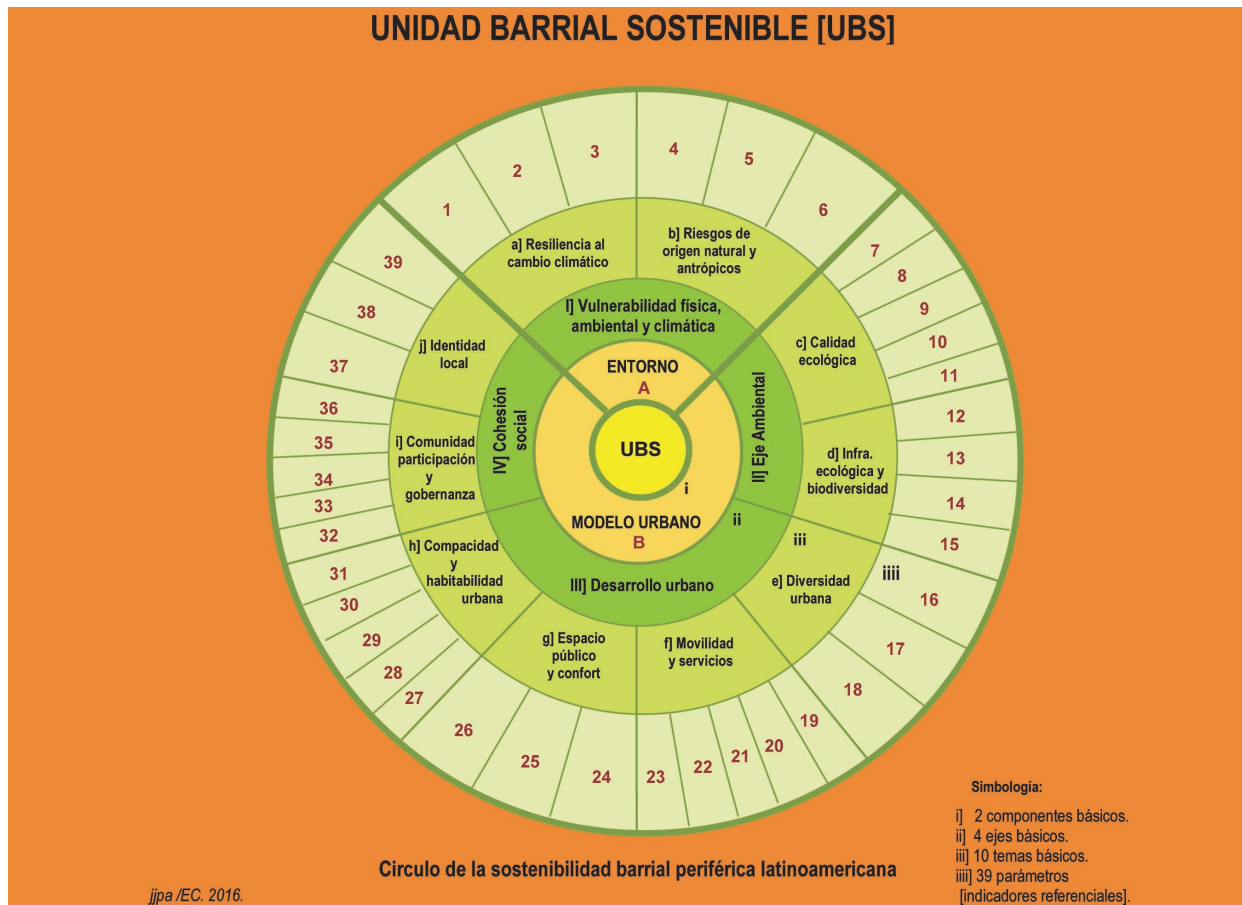 UNIDAD BARRIAL SOSTENIBLE [UBS]
1
2
3
4
5
6
7
8
9
10
11
12
13
14
15
16
17
18
19
20
21
22
23
24
25
26
27
28
29
30
31
32
33
34
35
36
37
38
39
a] Resiliencia al
cambio climático
b] Riesgos de
origen natural y
antrópicos
c] Calidad
ecológica
d] Infra.
ecológica y
biodiversidad
e] Diversidad
urbana
f] Movilidad
y servicios
g] Espacio
público
y confort
h] Compacidad
y
habitabilidad
urbana
i] Comunidad
participación
y
gobernanza
j] Identidad
local
I] Vulnerabilidad física,
ambiental y climática
II] Eje Ambiental
III] Desarrollo urbano
IV] Cohesión
social
ENTORNO
A
UBS
MODELO URBANO
B
i
ii
iii
iiii
Simbología:
i] 2 componentes básicos.
ii] 4 ejes básicos.
iii] 10 temas básicos.
iiii] 39 parámetros
[indicadores referenciales].
Circulo de la sostenibilidad barrial periférica latinoamericana
jjpa /EC. 2016.